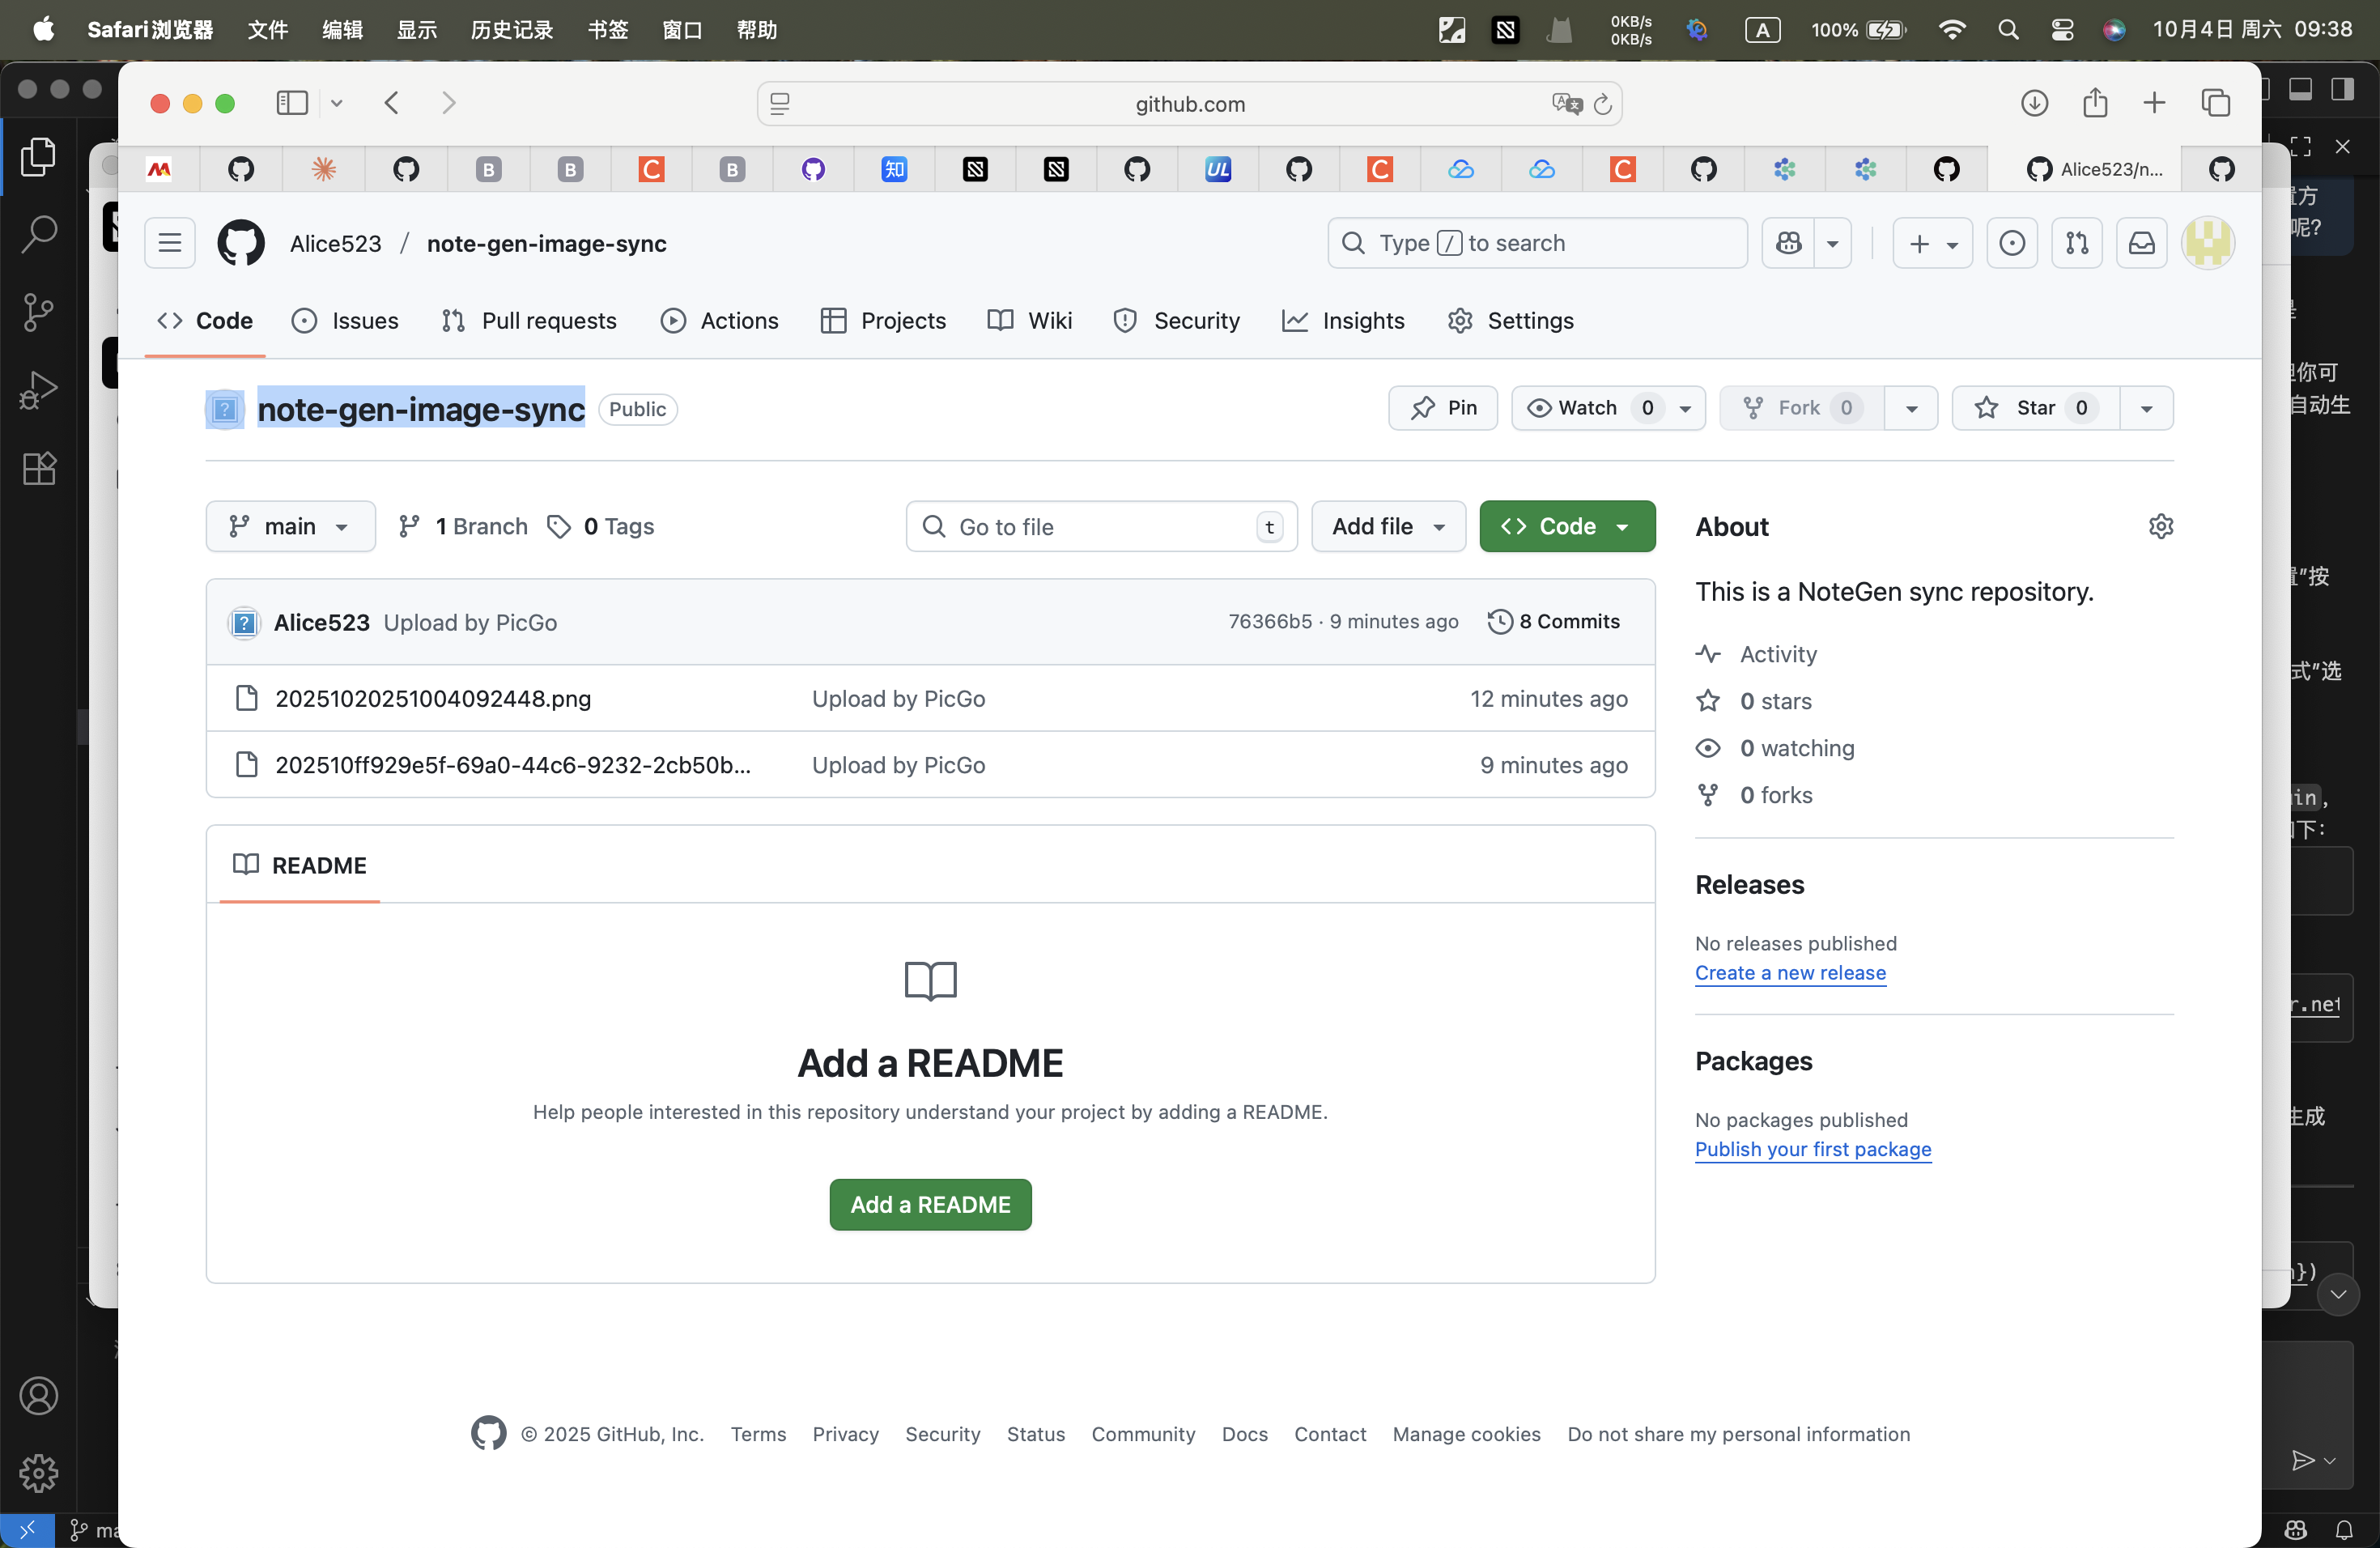 Safari浏览器 文件 编辑 显示 历史记录 书签 窗口 帮助 0KB/s 0KB/s A 100% 10月4日 周六 09:38
github.com
Alice523/n...
Alice523 / note-gen-image-sync
Type / to search
Code Issues Pull requests Actions Projects Wiki Security Insights Settings
note-gen-image-sync Public
Pin Watch 0 Fork 0 Star 0
main 1 Branch 0 Tags
Go to file t
Add file Code
Alice523 Upload by PicGo 76366b5 · 9 minutes ago 8 Commits
20251020251004092448.png Upload by PicGo 12 minutes ago
202510ff929e5f-69a0-44c6-9232-2cb50b... Upload by PicGo 9 minutes ago
README
Add a README
Help people interested in this repository understand your project by adding a README.
Add a README
About
This is a NoteGen sync repository.
Activity
0 stars
0 watching
0 forks
Releases
No releases published
Create a new release
Packages
No packages published
Publish your first package
© 2025 GitHub, Inc. Terms Privacy Security Status Community Docs Contact Manage cookies Do not share my personal information
呢?
你可
自动生
"按
式"选
in,
下：
r.net
生成
})